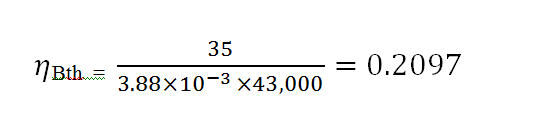 η_Bth = 35 / (3.88×10⁻³ ×43,000) = 0.2097